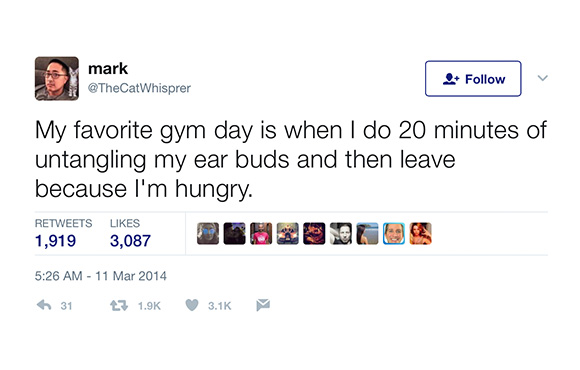 mark
@TheCatWhisprer
Follow
My favorite gym day is when I do 20 minutes of
untangling my ear buds and then leave
because I'm hungry.
RETWEETS LIKES
1,919 3,087
5:26 AM - 11 Mar 2014
31 1.9K 3.1K